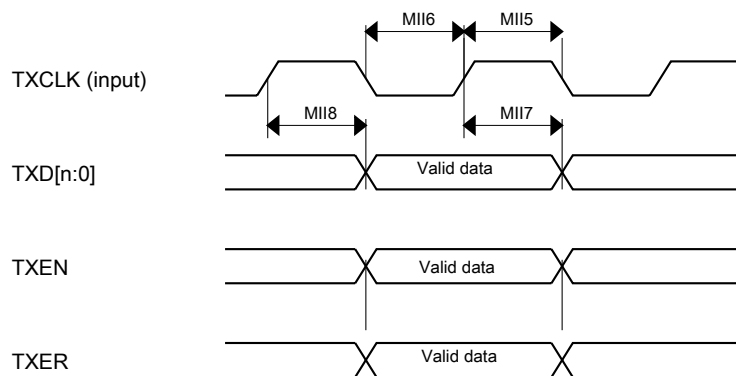 MII6 MII5
TXCLK (input)
MII8 MII7
TXD[n:0] Valid data
TXEN Valid data
TXER Valid data